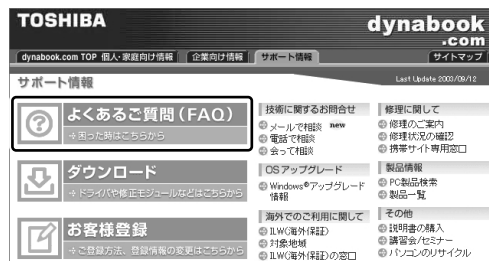 TOSHIBA
dynabook
.com
dynabook.com TOP 個人・家庭向け情報 企業向け情報 サポート情報 サイトマップ
サポート情報
Last Update 2003/09/12
よくあるご質問(FAQ)
→困った時はこちらから
ダウンロード
→ドライバや修正モジュールなどはこちらから
お客様登録
→ご登録方法、登録情報の変更はこちらから
技術に関するお問合せ
メールで相談 new
電話で相談
会って相談
OSアップグレード
Windows®アップグレード
情報
海外でのご利用に関して
ILW(海外保証)
対象地域
ILW(海外保証)の窓口
修理に関して
修理のご案内
修理状況の確認
携帯サイト専用窓口
製品情報
PC製品検索
製品一覧
その他
説明書の購入
講習会/セミナー
パソコンのリサイクル